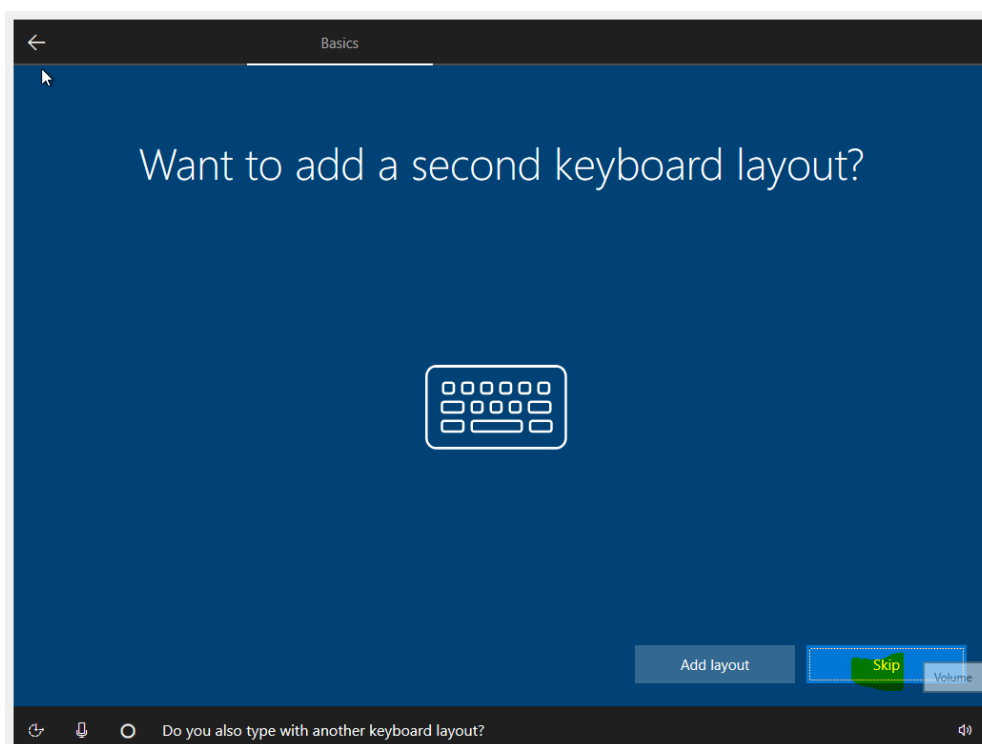 Basics
Want to add a second keyboard layout?
Add layout
Skip
Volume
Do you also type with another keyboard layout?